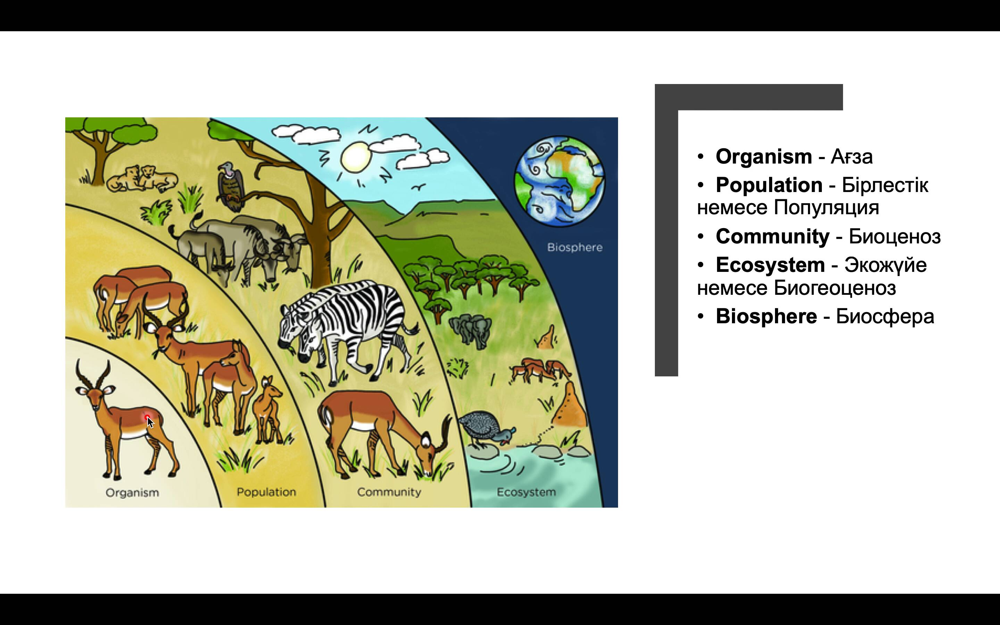 Biosphere
Organism
Population
Community
Ecosystem
• Organism - Ағза
• Population - Бірлестік
немесе Популяция
• Community - Биоценоз
• Ecosystem - Экожүйе
немесе Биогеоценоз
• Biosphere - Биосфера